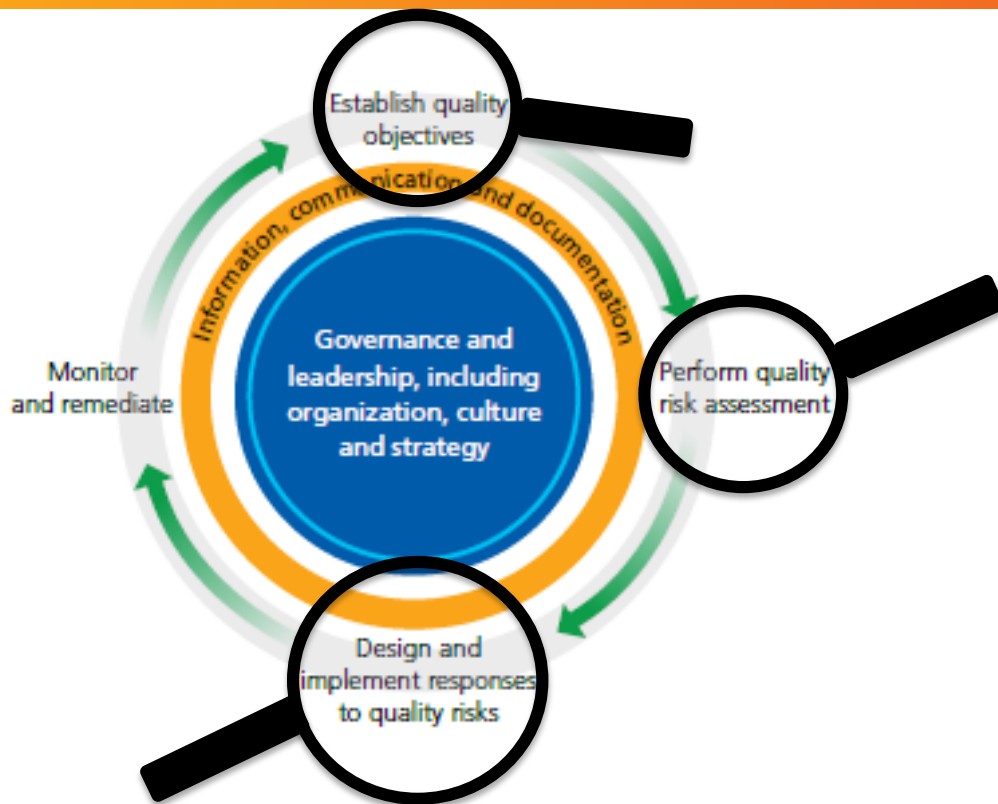 Establish quality
objectives
Information, communication and documentation
Governance and
leadership, including
organization, culture
and strategy
Monitor
and remediate
Perform quality
risk assessment
Design and
implement responses
to quality risks